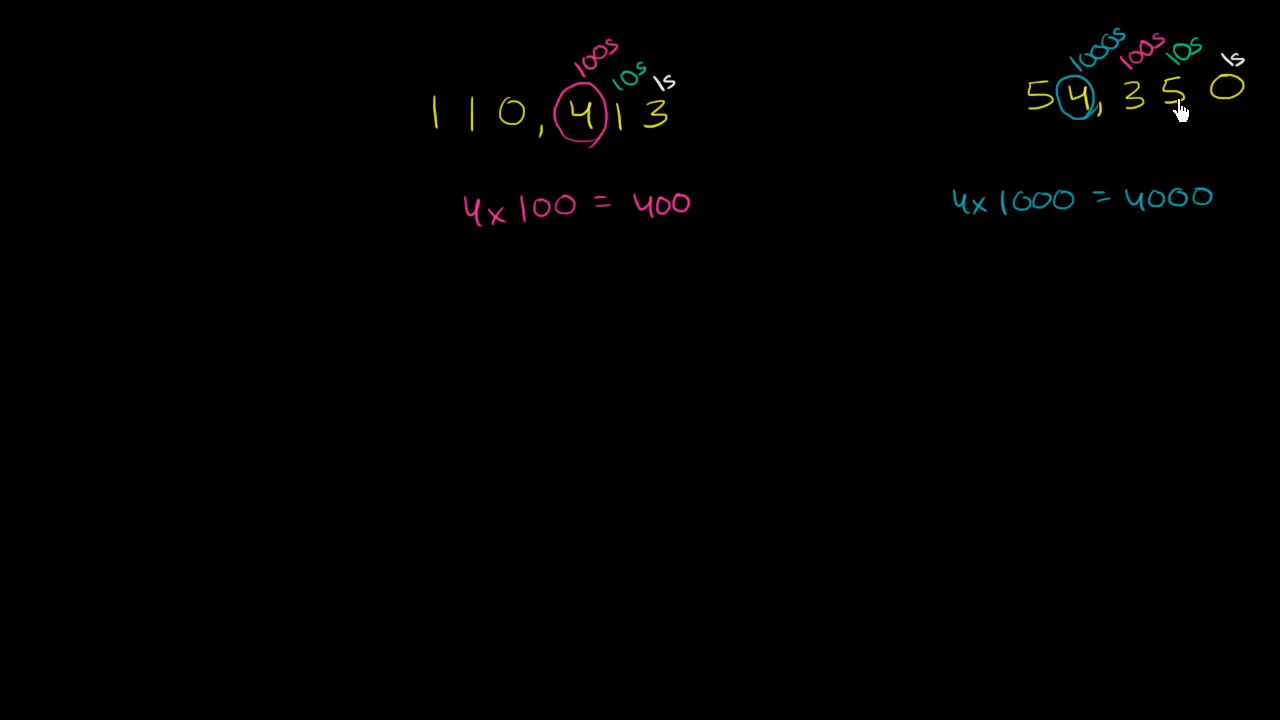 100s 10s 1s
110,413
4x100 = 400
1000s 100s 10s 1s
54,350
4x1000 = 4000